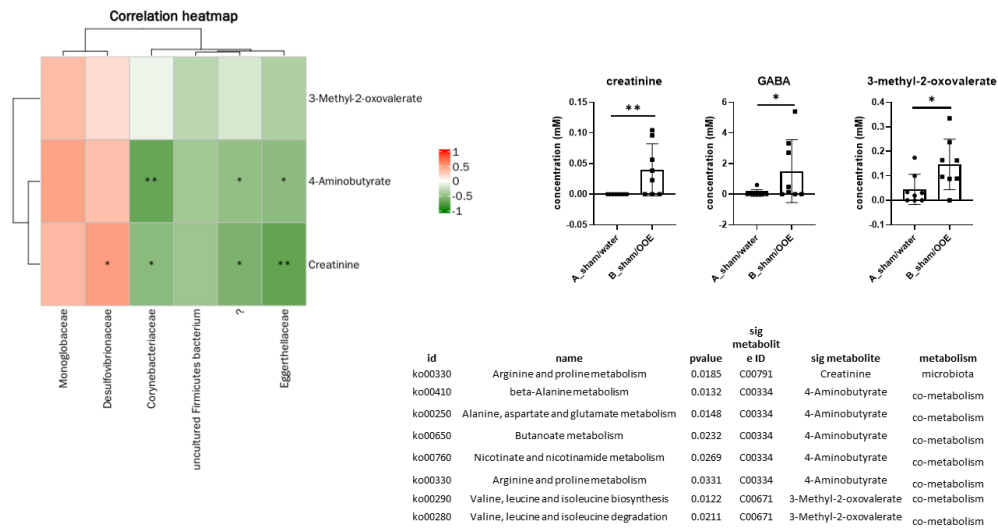 Correlation heatmap
3-Methyl-2-oxovalerate
** * * 4-Aminobutyrate
* * * ** Creatinine
Monoglobaceae
Desulfovibrionaceae
Corynebacteriaceae
uncultured Firmicutes bacterium
?
Eggerthellaceae
1
0.5
0
-0.5
-1
creatinine
**
concentration (mM)
0.15
0.10
0.05
0.00
-0.05
A_sham/water
B_sham/OOE
GABA
*
concentration (mM)
6
4
2
0
-2
A_sham/water
B_sham/OOE
3-methyl-2-oxovalerate
*
concentration (mM)
0.4
0.3
0.2
0.1
0.0
-0.1
A_sham/water
B_sham/OOE
sig
metabolit
id name pvalue e ID sig metabolite metabolism
ko00330 Arginine and proline metabolism 0.0185 C00791 Creatinine microbiota
ko00410 beta-Alanine metabolism 0.0132 C00334 4-Aminobutyrate co-metabolism
ko00250 Alanine, aspartate and glutamate metabolism 0.0148 C00334 4-Aminobutyrate co-metabolism
ko00650 Butanoate metabolism 0.0232 C00334 4-Aminobutyrate co-metabolism
ko00760 Nicotinate and nicotinamide metabolism 0.0269 C00334 4-Aminobutyrate co-metabolism
ko00330 Arginine and proline metabolism 0.0331 C00334 4-Aminobutyrate co-metabolism
ko00290 Valine, leucine and isoleucine biosynthesis 0.0122 C00671 3-Methyl-2-oxovalerate co-metabolism
ko00280 Valine, leucine and isoleucine degradation 0.0211 C00671 3-Methyl-2-oxovalerate co-metabolism